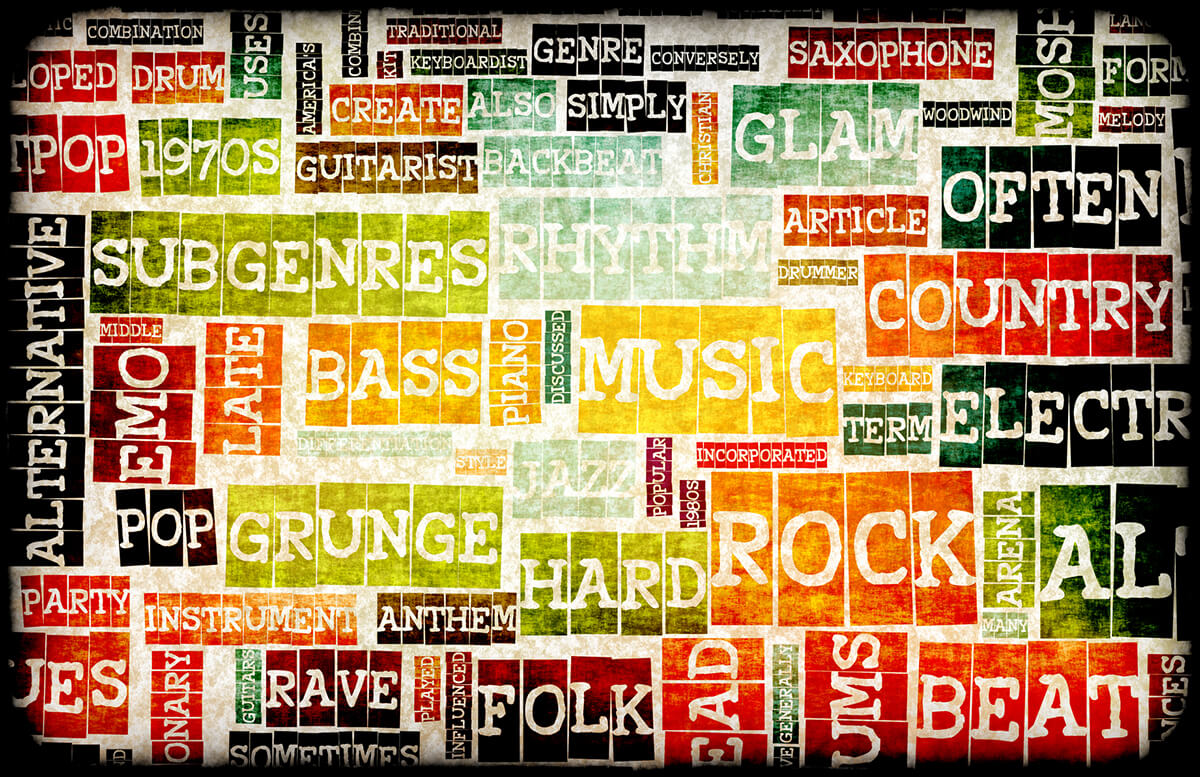 COMBINATION
USES
AMERICA'S
COMBIN
TRADITIONAL
KIT
KEYBOARDIST
GENRE
CONVERSELY
SAXOPHONE
MOSH
LOPED
DRUM
FORM
CREATE
ALSO
SIMPLY
CHRISTIAN
GLAM
WOODWIND
MELODY
TPOP
1970S
GUITARIST
BACKBEAT
OFTEN
ALTERNATIVE
SUBGENRES
RHYTHM
ARTICLE
DRUMMER
COUNTRY
MIDDLE
EMO
LATE
BASS
PIANO
DISCUSSED
MUSIC
KEYBOARD
TERM
ELECTR
DIFFERENTIATION
STYLE
JAZZ
POPULAR
1980S
INCORPORATED
POP
GRUNGE
HARD
ROCK
ARENA
AL
MANY
PARTY
INSTRUMENT
ANTHEM
UES
ONARY
GUITARS
RAVE
PLAYED
INFLUENCED
FOLK
EAD
VE
GENERALLY
UMS
BEAT
NCES
SOMETIMES